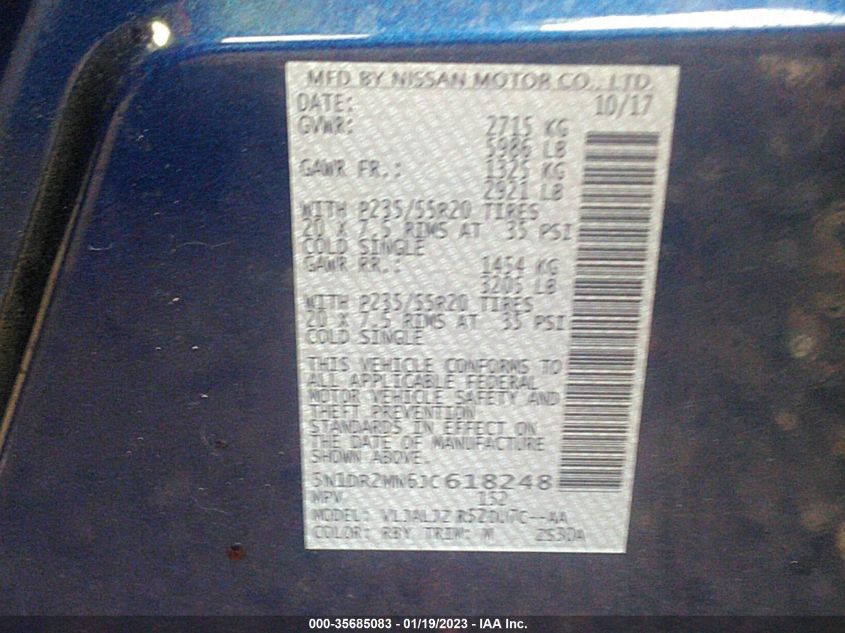 MFD BY NISSAN MOTOR CO., LTD
DATE: 10/17
GVWR: 2715 KG
5986 LB
GAWR FR.: 1325 KG
2921 LB
WITH P235/55R20 TIRES
20 X 7.5 RIMS AT 35 PSI
COLD SINGLE
GAWR RR.: 1454 KG
3205 LB
WITH P235/55R20 TIRES
20 X 7.5 RIMS AT 35 PSI
COLD SINGLE
THIS VEHICLE CONFORMS TO
ALL APPLICABLE FEDERAL
MOTOR VEHICLE SAFETY AND
THEFT PREVENTION
STANDARDS IN EFFECT ON
THE DATE OF MANUFACTURE
SHOWN ABOVE.
5N1DR2MN6JC618248
MPV 152
MODEL:
COLOR: RBY TRIM:
000-35685083 - 01/19/2023 - IAA Inc.